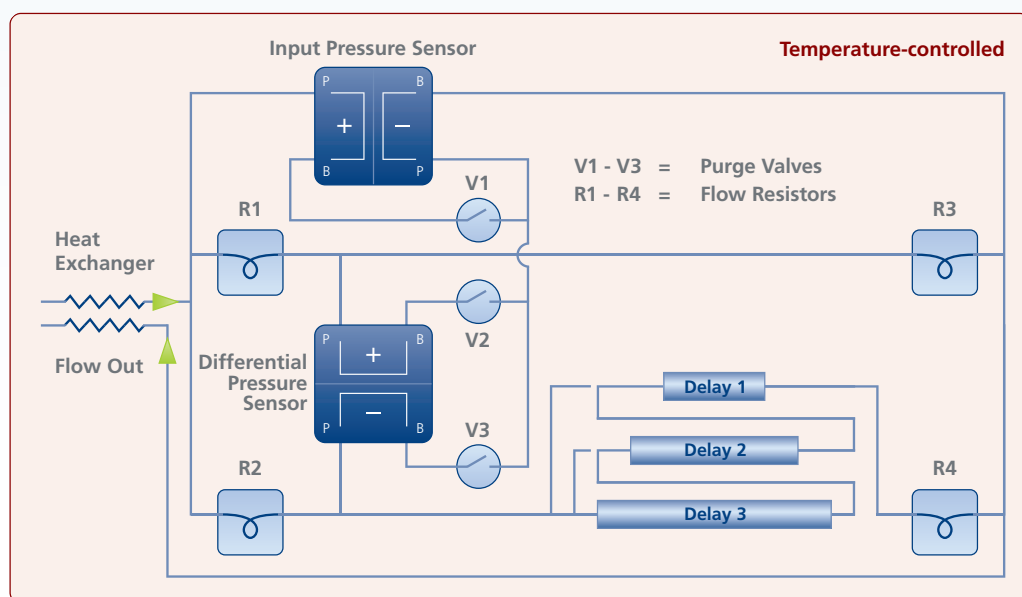 Input Pressure Sensor
Temperature-controlled
P B
+ −
B P
V1
V1 - V3 = Purge Valves
R1 - R4 = Flow Resistors
R1
R3
Heat
Exchanger
V2
Flow Out
Differential
Pressure
Sensor
P B
+
−
P B
V3
Delay 1
Delay 2
Delay 3
R2
R4